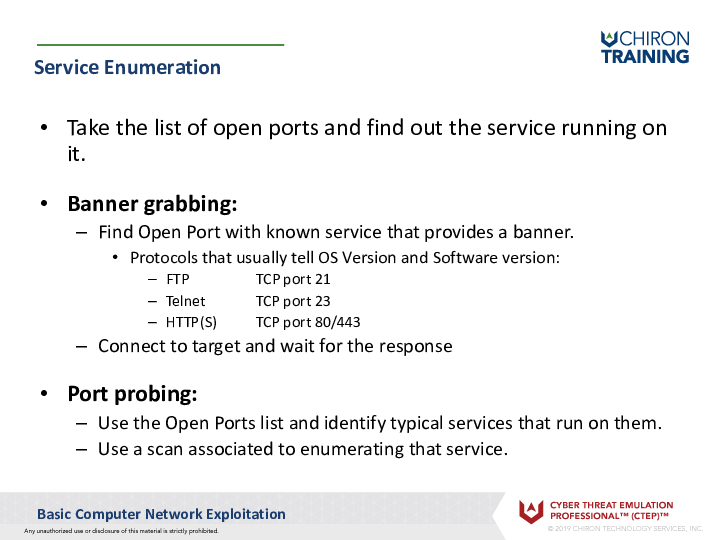 CHIRON
TRAINING
Service Enumeration
• Take the list of open ports and find out the service running on
it.
• Banner grabbing:
– Find Open Port with known service that provides a banner.
• Protocols that usually tell OS Version and Software version:
– FTP TCP port 21
– Telnet TCP port 23
– HTTP(S) TCP port 80/443
– Connect to target and wait for the response
• Port probing:
– Use the Open Ports list and identify typical services that run on them.
– Use a scan associated to enumerating that service.
Basic Computer Network Exploitation
Any unauthorized use or disclosure of this material is strictly prohibited.
CYBER THREAT EMULATION
PROFESSIONAL™ (CTEP)™
© 2019 CHIRON TECHNOLOGY SERVICES, INC.